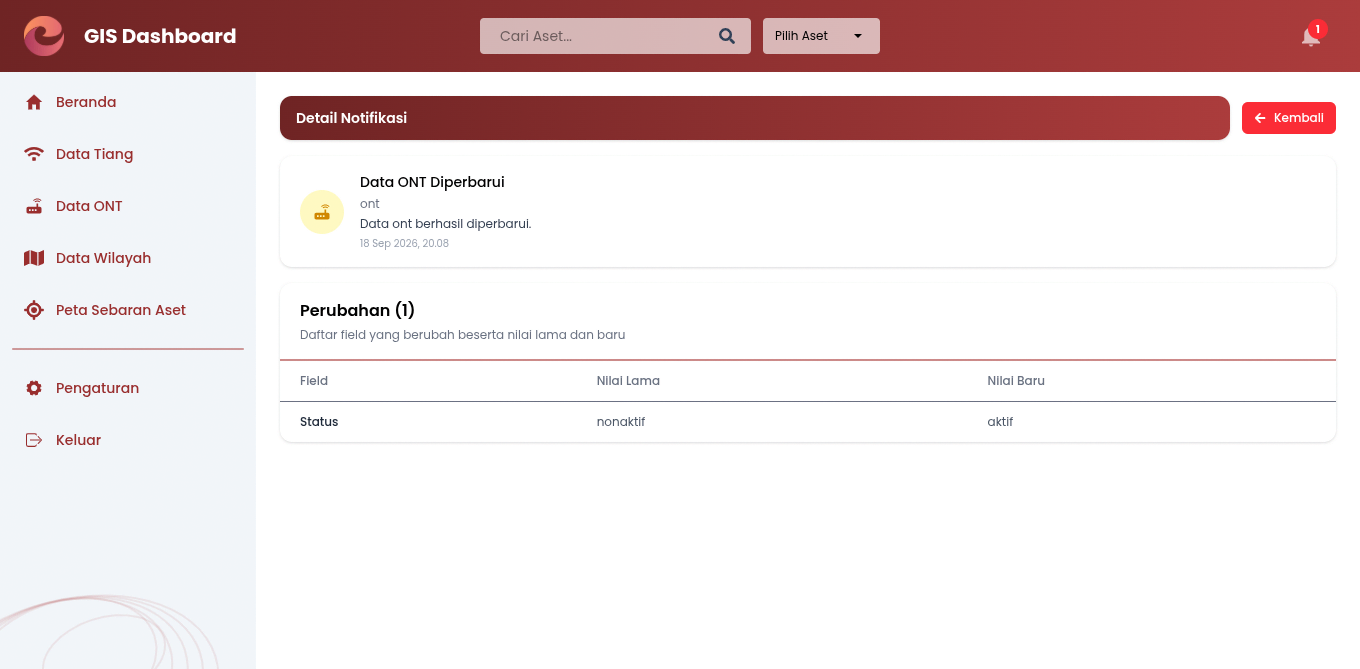 GIS Dashboard
Cari Aset...
Pilih Aset
1
Beranda
Data Tiang
Data ONT
Data Wilayah
Peta Sebaran Aset
Pengaturan
Keluar
Detail Notifikasi
Kembali
Data ONT Diperbarui
ont
Data ont berhasil diperbarui.
18 Sep 2026, 20.08
Perubahan (1)
Daftar field yang berubah beserta nilai lama dan baru
Field Nilai Lama Nilai Baru
Status nonaktif aktif